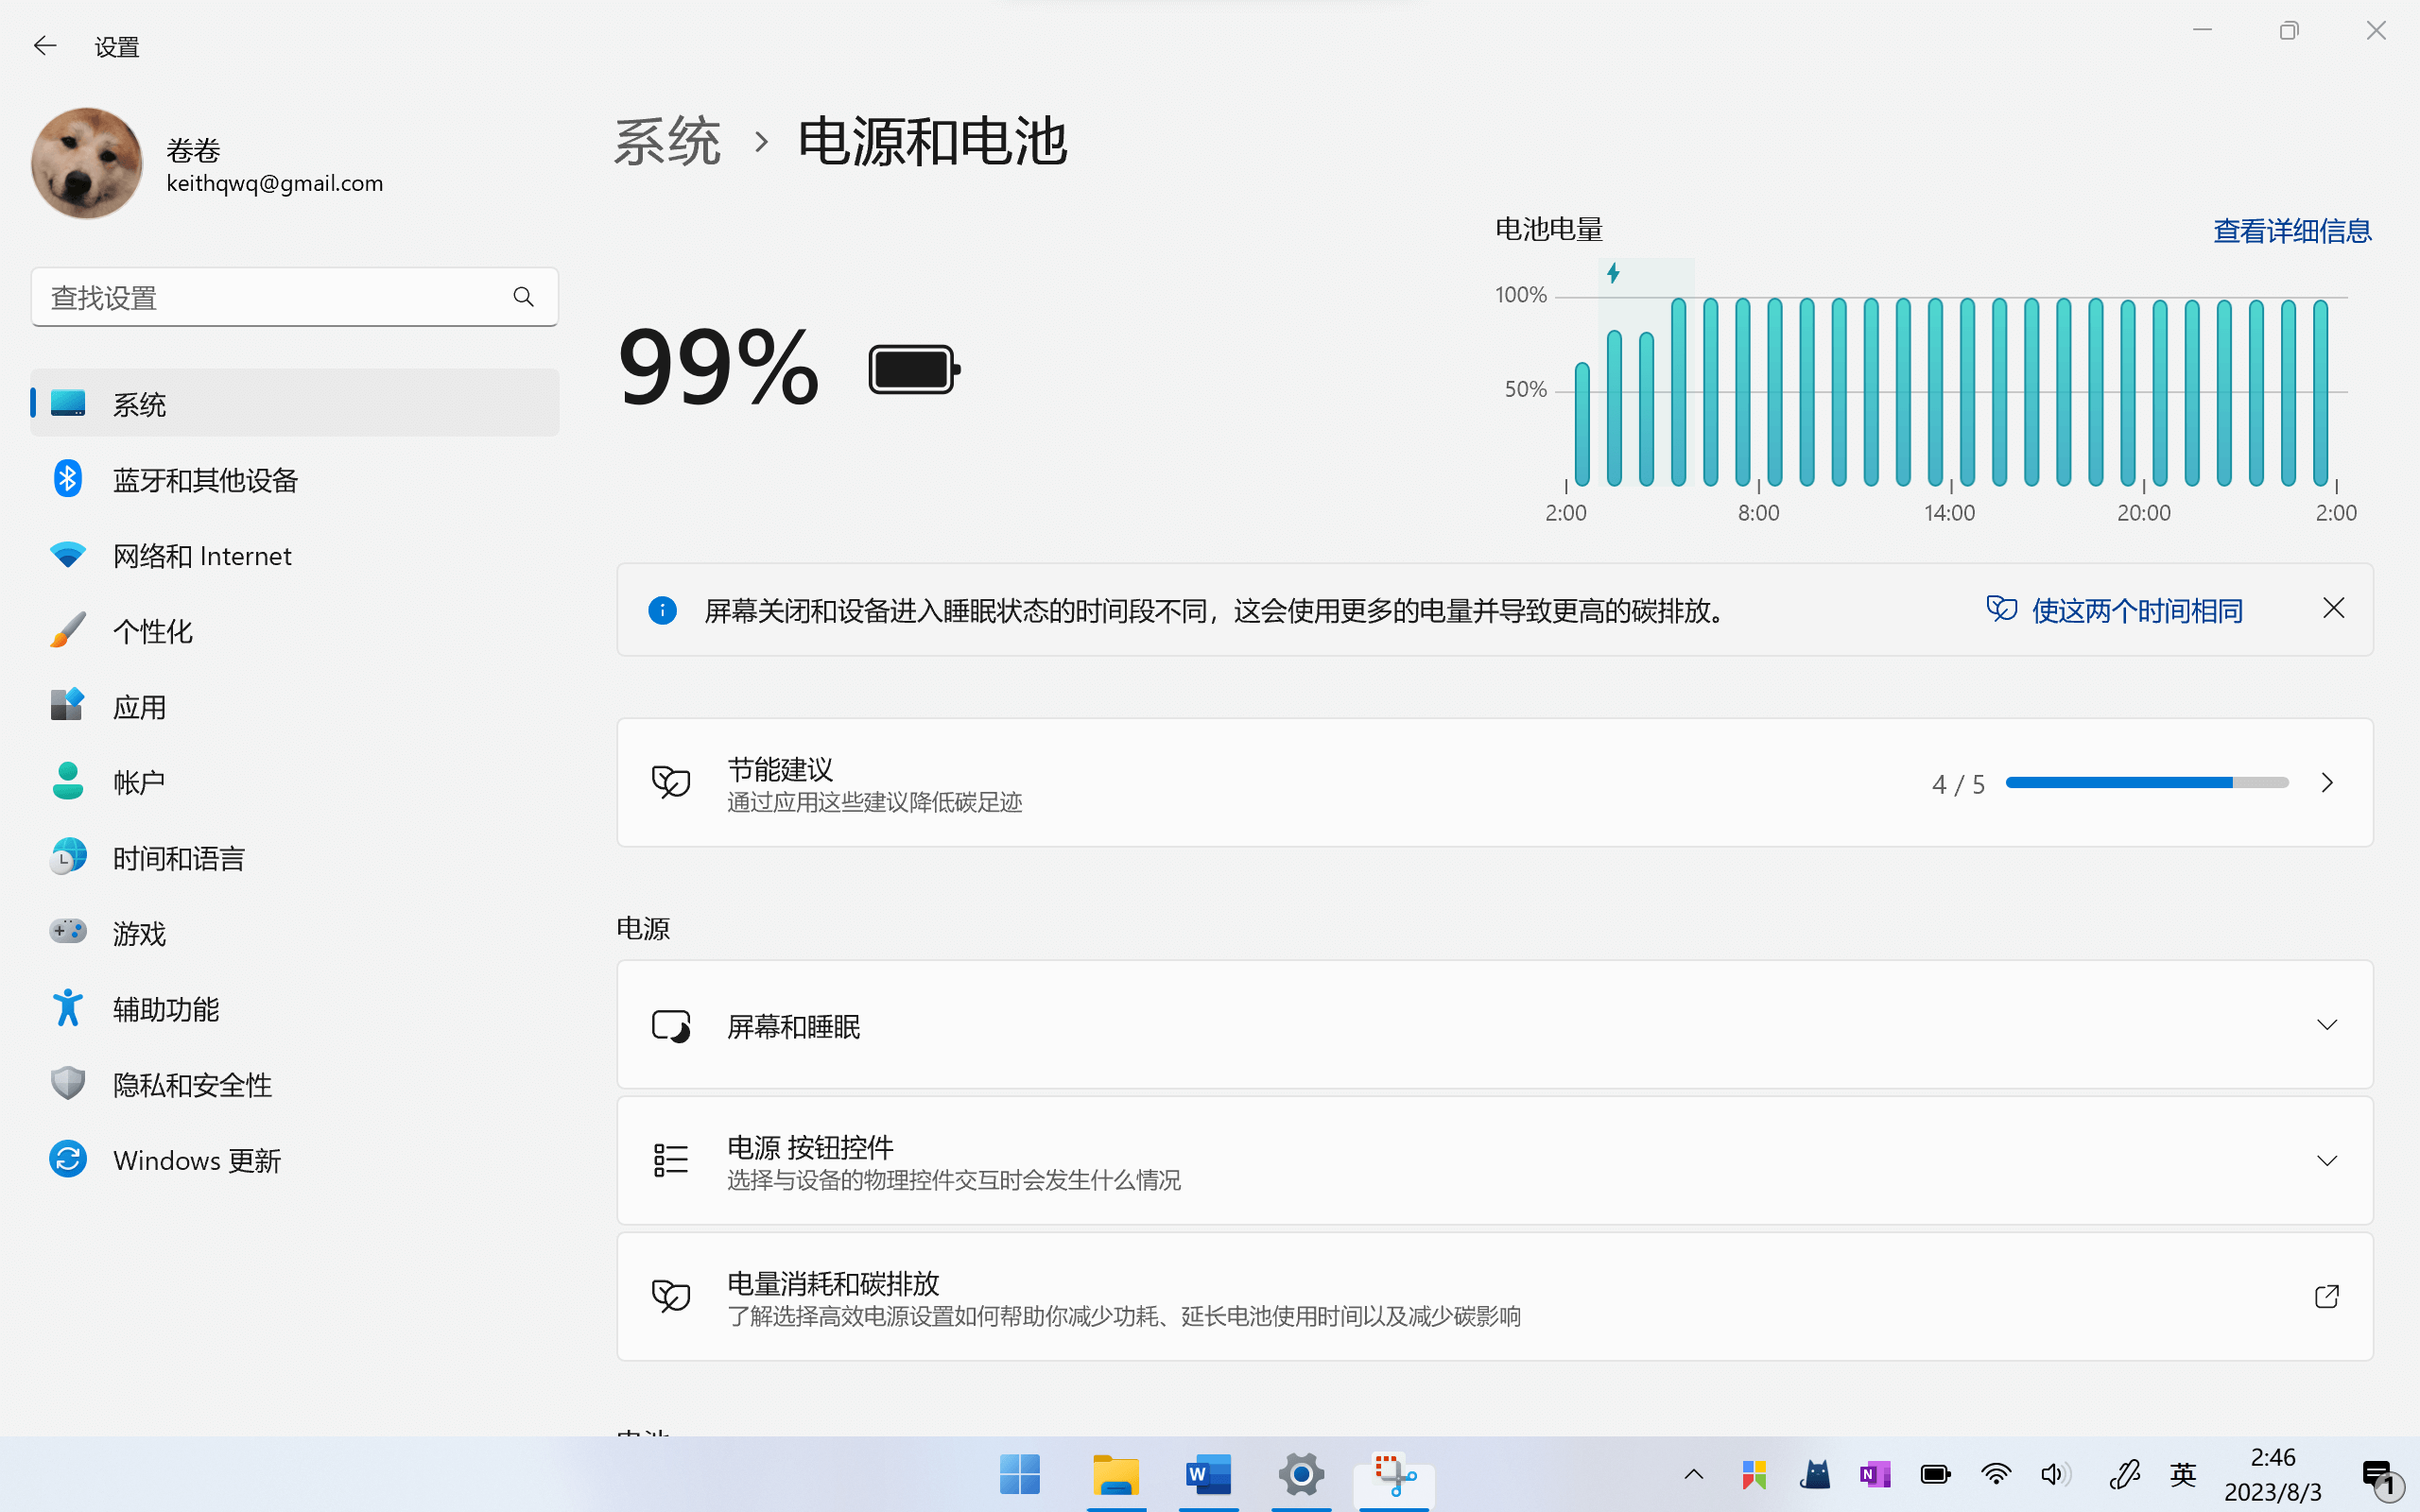 设置
卷卷
keithqwq@gmail.com
查找设置
系统
蓝牙和其他设备
网络和 Internet
个性化
应用
帐户
时间和语言
游戏
辅助功能
隐私和安全性
Windows 更新
系统 › 电源和电池
99%
电池电量
查看详细信息
100%
50%
2:00 8:00 14:00 20:00 2:00
屏幕关闭和设备进入睡眠状态的时间段不同，这会使用更多的电量并导致更高的碳排放。
使这两个时间相同
节能建议
通过应用这些建议降低碳足迹
4 / 5
电源
屏幕和睡眠
电源 按钮控件
选择与设备的物理控件交互时会发生什么情况
电量消耗和碳排放
了解选择高效电源设置如何帮助你减少功耗、延长电池使用时间以及减少碳影响
W
N
英
2:46
2023/8/3
1